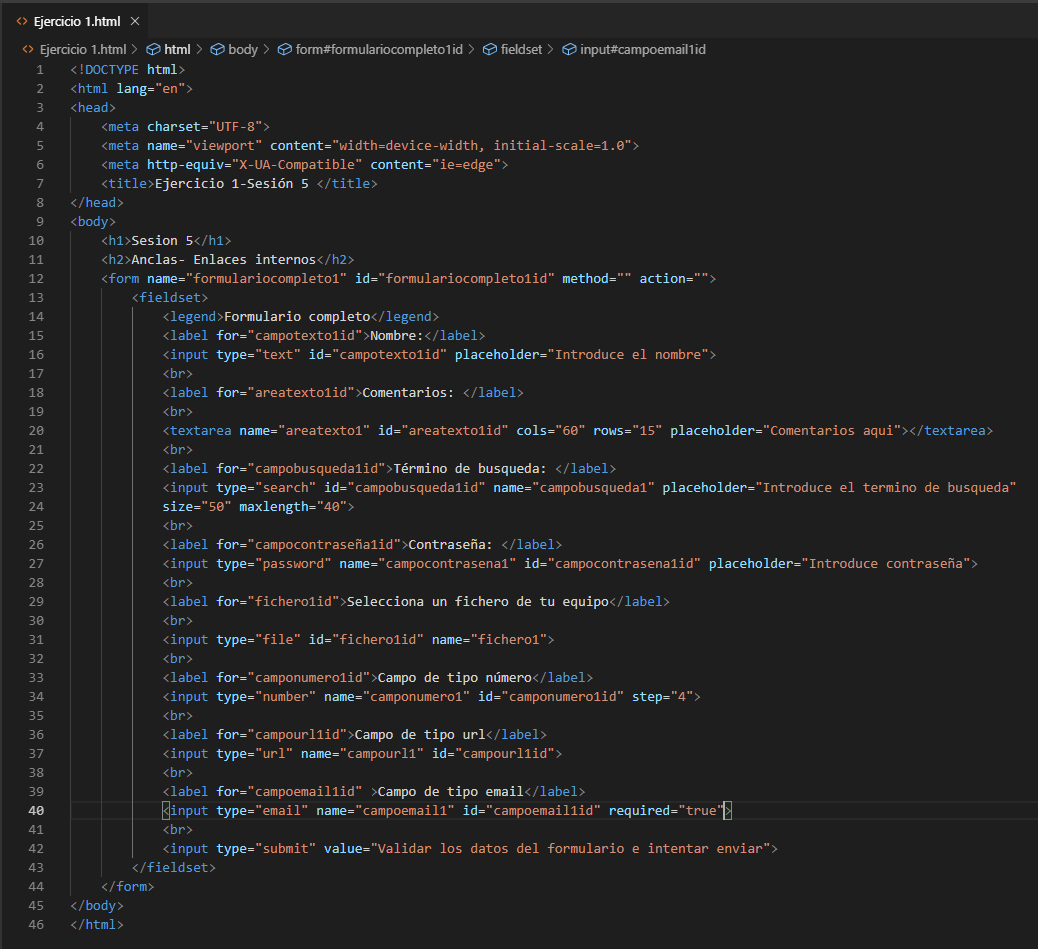 Ejercicio 1.html
Ejercicio 1.html > html > body > form#formulariocompleto1id > fieldset > input#campoemail1id
1 <!DOCTYPE html>
2 <html lang="en">
3 <head>
4 <meta charset="UTF-8">
5 <meta name="viewport" content="width=device-width, initial-scale=1.0">
6 <meta http-equiv="X-UA-Compatible" content="ie=edge">
7 <title>Ejercicio 1-Sesión 5 </title>
8 </head>
9 <body>
10 <h1>Sesion 5</h1>
11 <h2>Anclas- Enlaces internos</h2>
12 <form name="formulariocompleto1" id="formulariocompleto1id" method="" action="">
13 <fieldset>
14 <legend>Formulario completo</legend>
15 <label for="campotexto1id">Nombre:</label>
16 <input type="text" id="campotexto1id" placeholder="Introduce el nombre">
17 <br>
18 <label for="areatexto1id">Comentarios: </label>
19 <br>
20 <textarea name="areatexto1" id="areatexto1id" cols="60" rows="15" placeholder="Comentarios aqui"></textarea>
21 <br>
22 <label for="campobusqueda1id">Término de busqueda: </label>
23 <input type="search" id="campobusqueda1id" name="campobusqueda1" placeholder="Introduce el termino de busqueda"
24 size="50" maxlength="40">
25 <br>
26 <label for="campocontraseña1id">Contraseña: </label>
27 <input type="password" name="campocontrasena1" id="campocontrasena1id" placeholder="Introduce contraseña">
28 <br>
29 <label for="fichero1id">Selecciona un fichero de tu equipo</label>
30 <br>
31 <input type="file" id="fichero1id" name="fichero1">
32 <br>
33 <label for="camponumero1id">Campo de tipo número</label>
34 <input type="number" name="camponumero1" id="camponumero1id" step="4">
35 <br>
36 <label for="campourl1id">Campo de tipo url</label>
37 <input type="url" name="campourl1" id="campourl1id">
38 <br>
39 <label for="campoemail1id" >Campo de tipo email</label>
40 <input type="email" name="campoemail1" id="campoemail1id" required="true">
41 <br>
42 <input type="submit" value="Validar los datos del formulario e intentar enviar">
43 </fieldset>
44 </form>
45 </body>
46 </html>